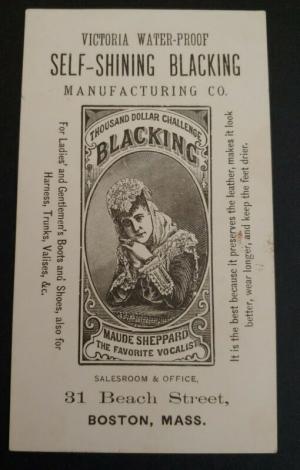 VICTORIA WATER-PROOF
SELF-SHINING BLACKING
MANUFACTURING CO.
THOUSAND DOLLAR CHALLENGE
BLACKING
For Ladies' and Gentlemen's Boots and Shoes, also for
Harness, Trunks, Valises, &c.
It is the best because it preserves the leather, makes it look
better, wear longer, and keep the feet drier.
MAUDE SHEPPARD
THE FAVORITE VOCALIST
SALESROOM & OFFICE,
31 Beach Street,
BOSTON, MASS.